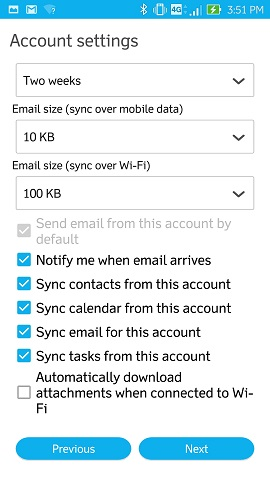 4G 3:51 PM
Account settings
Two weeks
Email size (sync over mobile data)
10 KB
Email size (sync over Wi-Fi)
100 KB
Send email from this account by
default
Notify me when email arrives
Sync contacts from this account
Sync calendar from this account
Sync email for this account
Sync tasks from this account
Automatically download
attachments when connected to Wi-
Fi
Previous Next